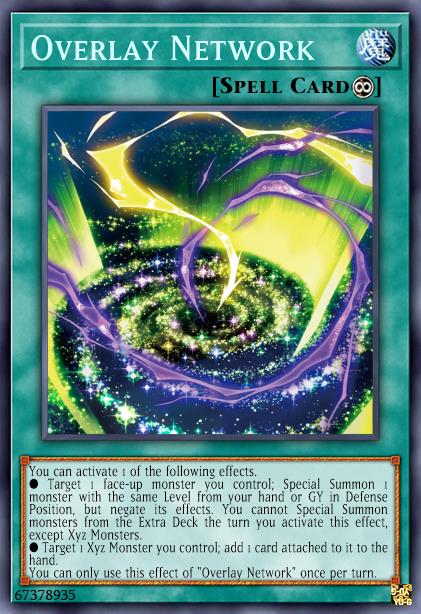 Overlay Network
[Spell Card]
You can activate 1 of the following effects.
● Target 1 face-up monster you control; Special Summon 1
monster with the same Level from your hand or GY in Defense
Position, but negate its effects. You cannot Special Summon
monsters from the Extra Deck the turn you activate this effect,
except Xyz Monsters.
● Target 1 Xyz Monster you control; add 1 card attached to it to the
hand.
You can only use this effect of "Overlay Network" once per turn.
67378935